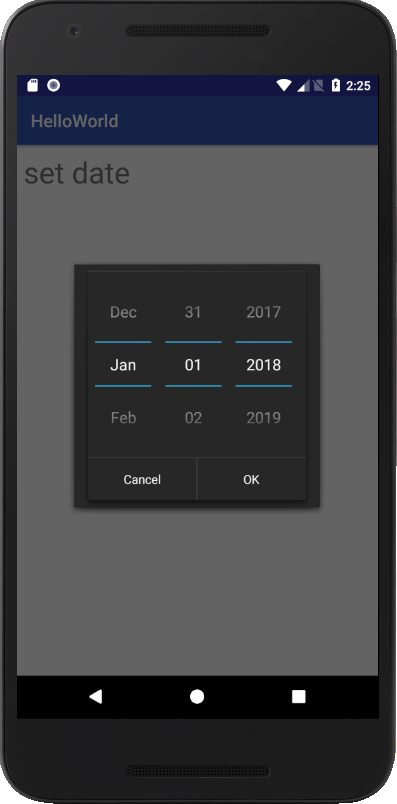 2:25
HelloWorld
set date
Dec 31 2017
Jan 01 2018
Feb 02 2019
Cancel OK